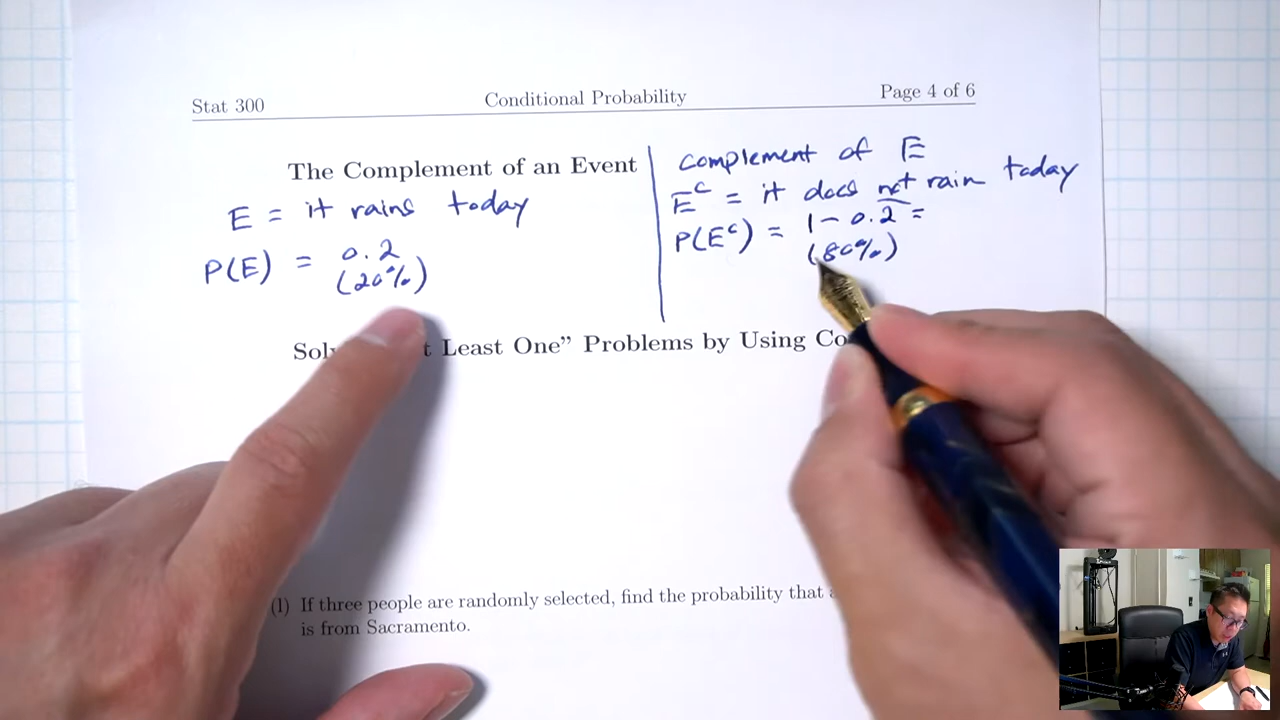 Stat 300 Conditional Probability Page 4 of 6
The Complement of an Event
E = it rains today
P(E) = 0.2
(20%)
complement of E
Eᶜ = it does not rain today
P(Eᶜ) = 1 - 0.2 =
(80%)
Least One” Problems by Using
(1) If three people are randomly selected, find the probability that
is from Sacramento.